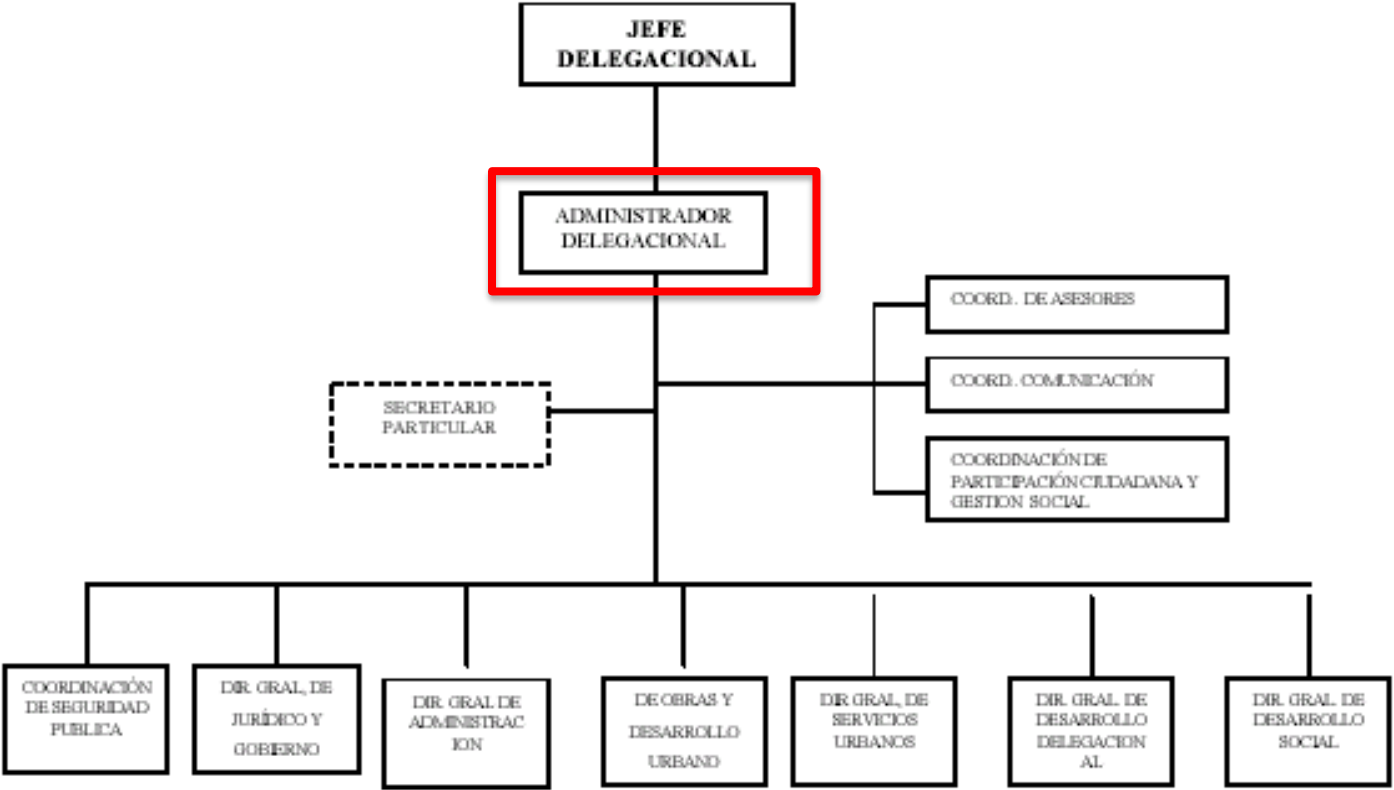 JEFE
DELEGACIONAL
ADMINISTRADOR
DELEGACIONAL
COORD.. DE ASESORES
COORD.. COMUNICACIÓN
SECRETARIO
PARTICULAR
COORDINACIÓN DE
PARTICIPACIÓN CIUDADANA Y
GESTION SOCIAL
COORDINACIÓN
DE SEGURIDAD
PUBLICA
DIR. GRAL, DE
JURÍDICO Y
GOBIERNO
DIR. GRAL. DE
ADMINISTRAC
ION
DE OBRAS Y
DESARROLLO
URBANO
DIR GRAL, DE
SERVICIOS
URBANOS
DIR. GRAL. DE
DESARROLLO
DELEGACION
AL
DIR. GRAL. DE
DESARROLLO
SOCIAL